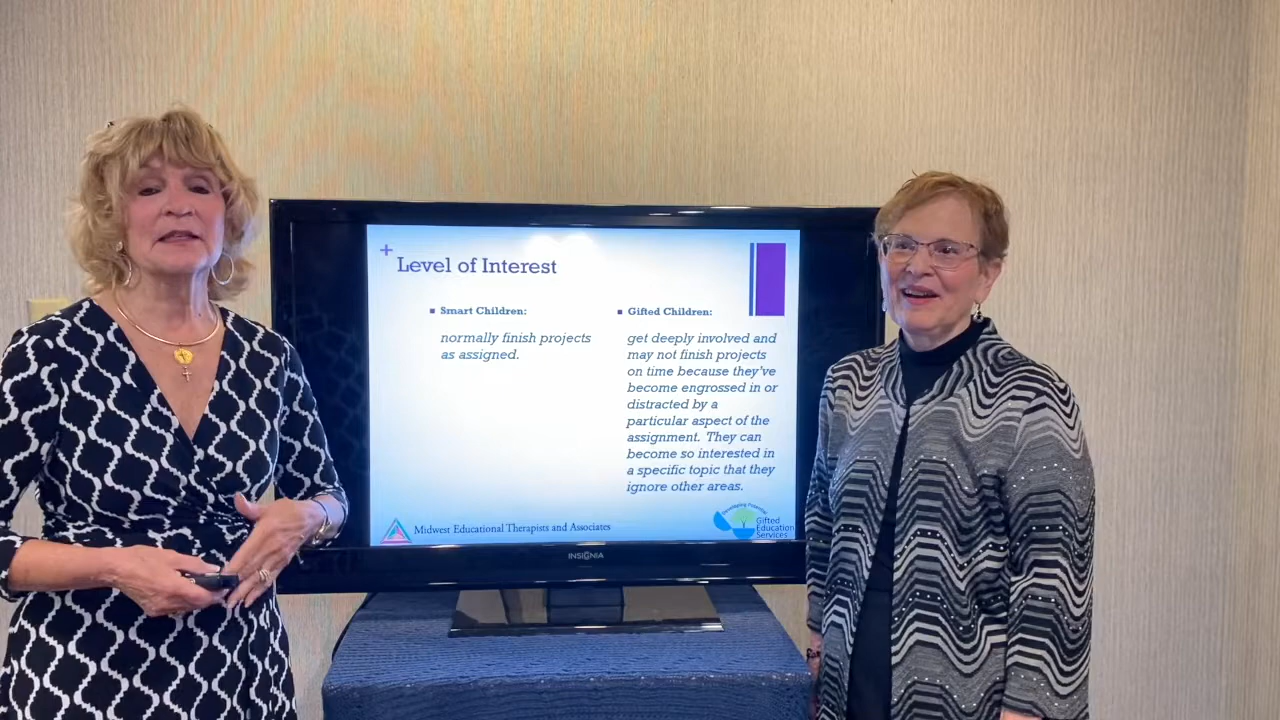 +
Level of Interest
▪ Smart Children:
normally finish projects
as assigned.
▪ Gifted Children:
get deeply involved and
may not finish projects
on time because they've
become engrossed in or
distracted by a
particular aspect of the
assignment. They can
become so interested in
a specific topic that they
ignore other areas.
Midwest Educational Therapists and Associates
Developing Potential
Gifted
Education
Services
INSIGNIA